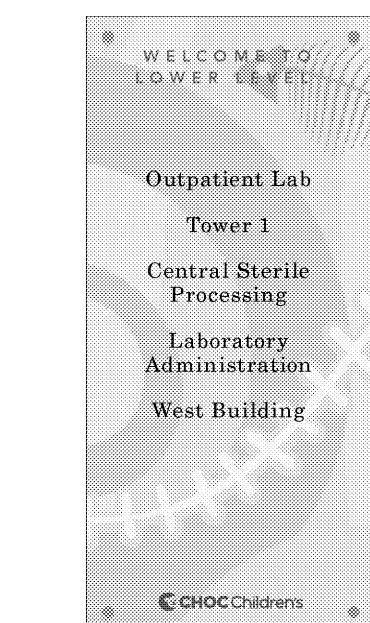 WELCOME TO
LOWER LEVEL
Outpatient Lab
Tower 1
Central Sterile
Processing
Laboratory
Administration
West Building
CHOC Children's